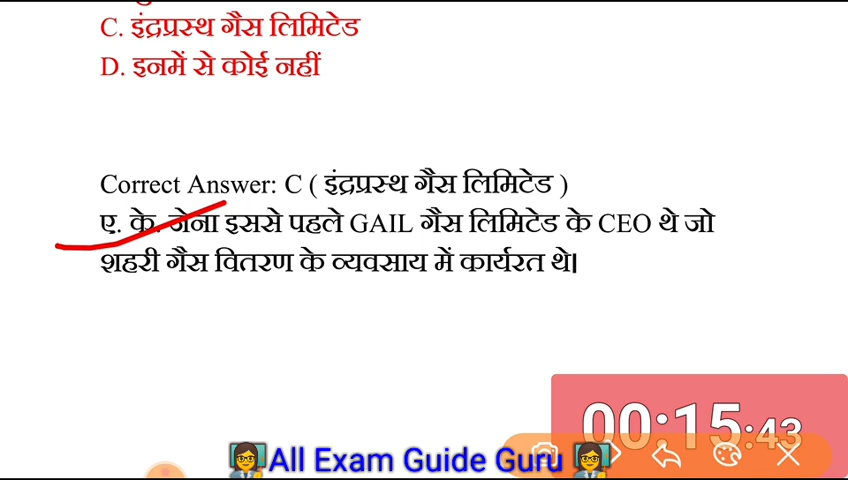 C. इंद्रप्रस्थ गैस लिमिटेड
D. इनमें से कोई नहीं
Correct Answer: C ( इंद्रप्रस्थ गैस लिमिटेड )
ए. के. जेना इससे पहले GAIL गैस लिमिटेड के CEO थे जो
शहरी गैस वितरण के व्यवसाय में कार्यरत थे।
00:15:43
All Exam Guide Guru